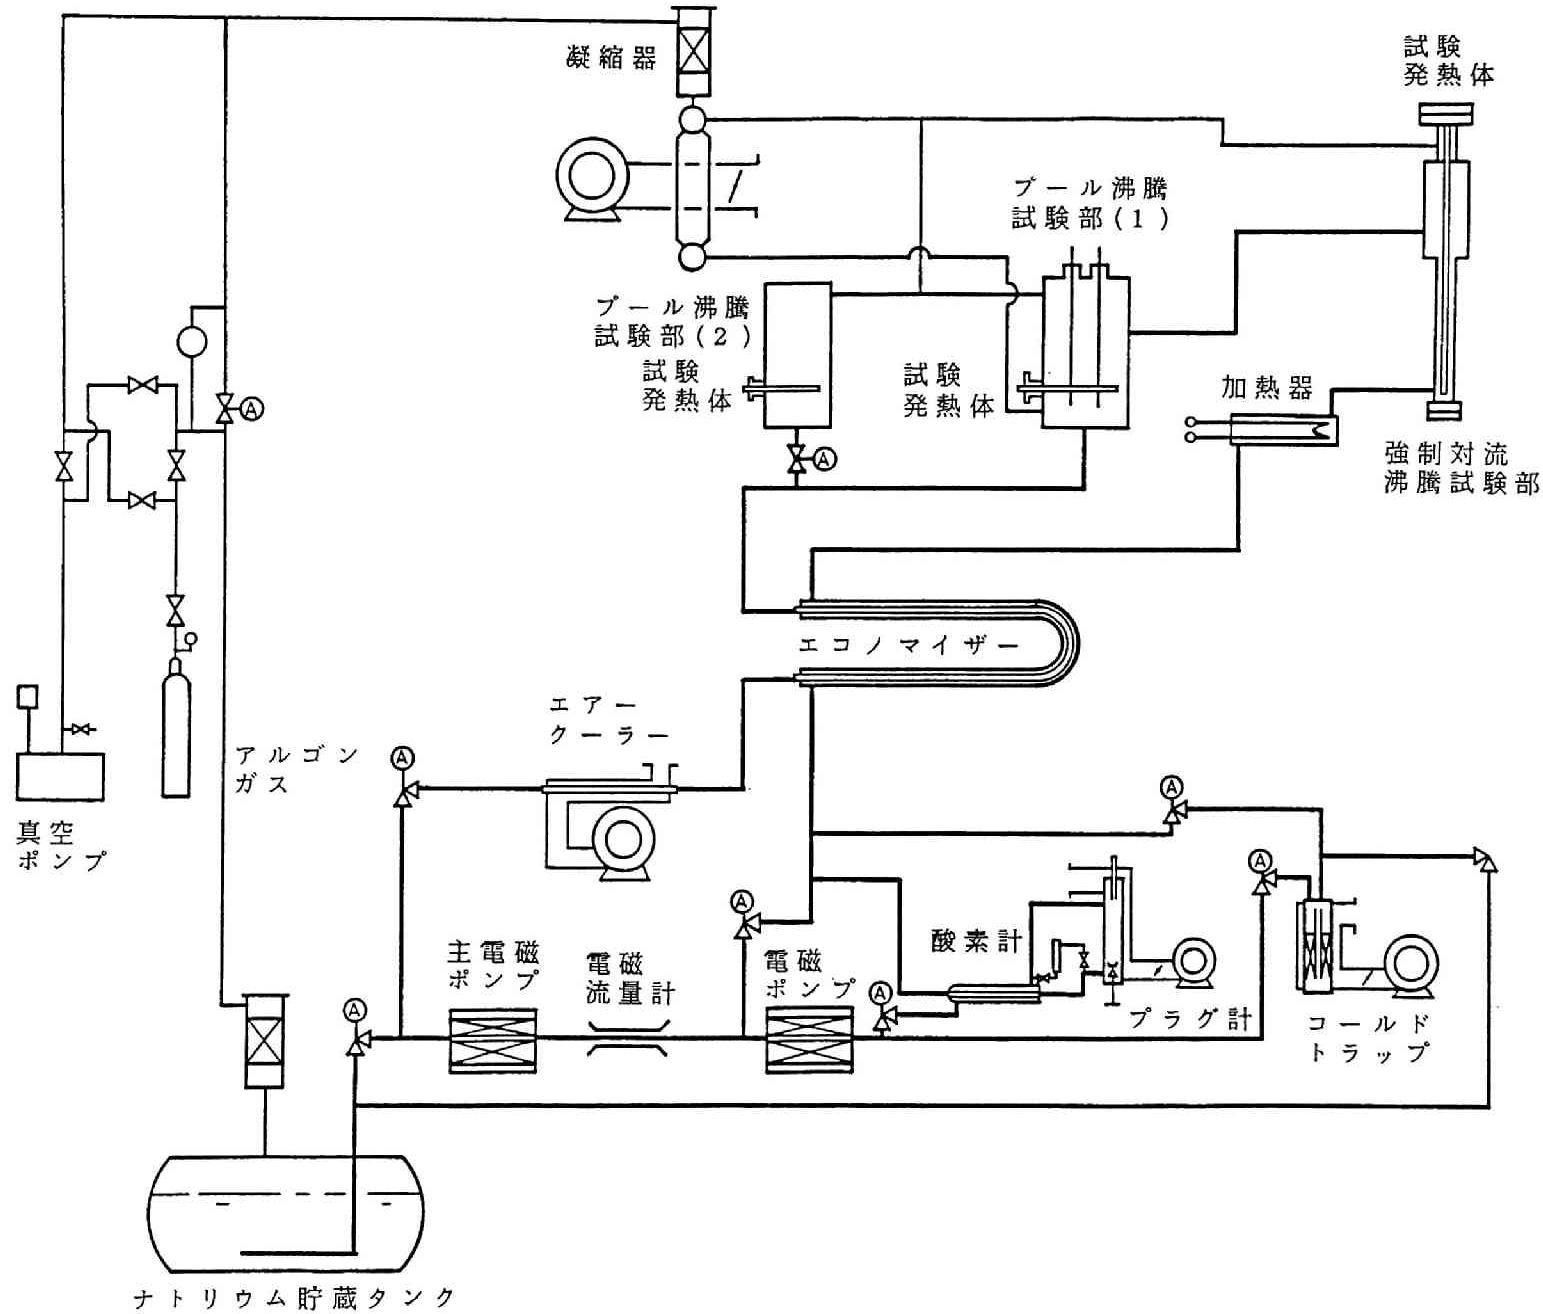 凝縮器
試験
発熱体
プール沸騰
試験部(1)
プール沸騰
試験部(2)
試験
発熱体
試験
発熱体
加熱器
強制対流
沸騰試験部
A
A
エコノマイザー
エアー
クーラー
アルゴン
ガス
真空
ポンプ
A
A
A
A
酸素計
主電磁
ポンプ
電磁
流量計
電磁
ポンプ
A
A
プラグ計
コールド
トラップ
ナトリウム貯蔵タンク